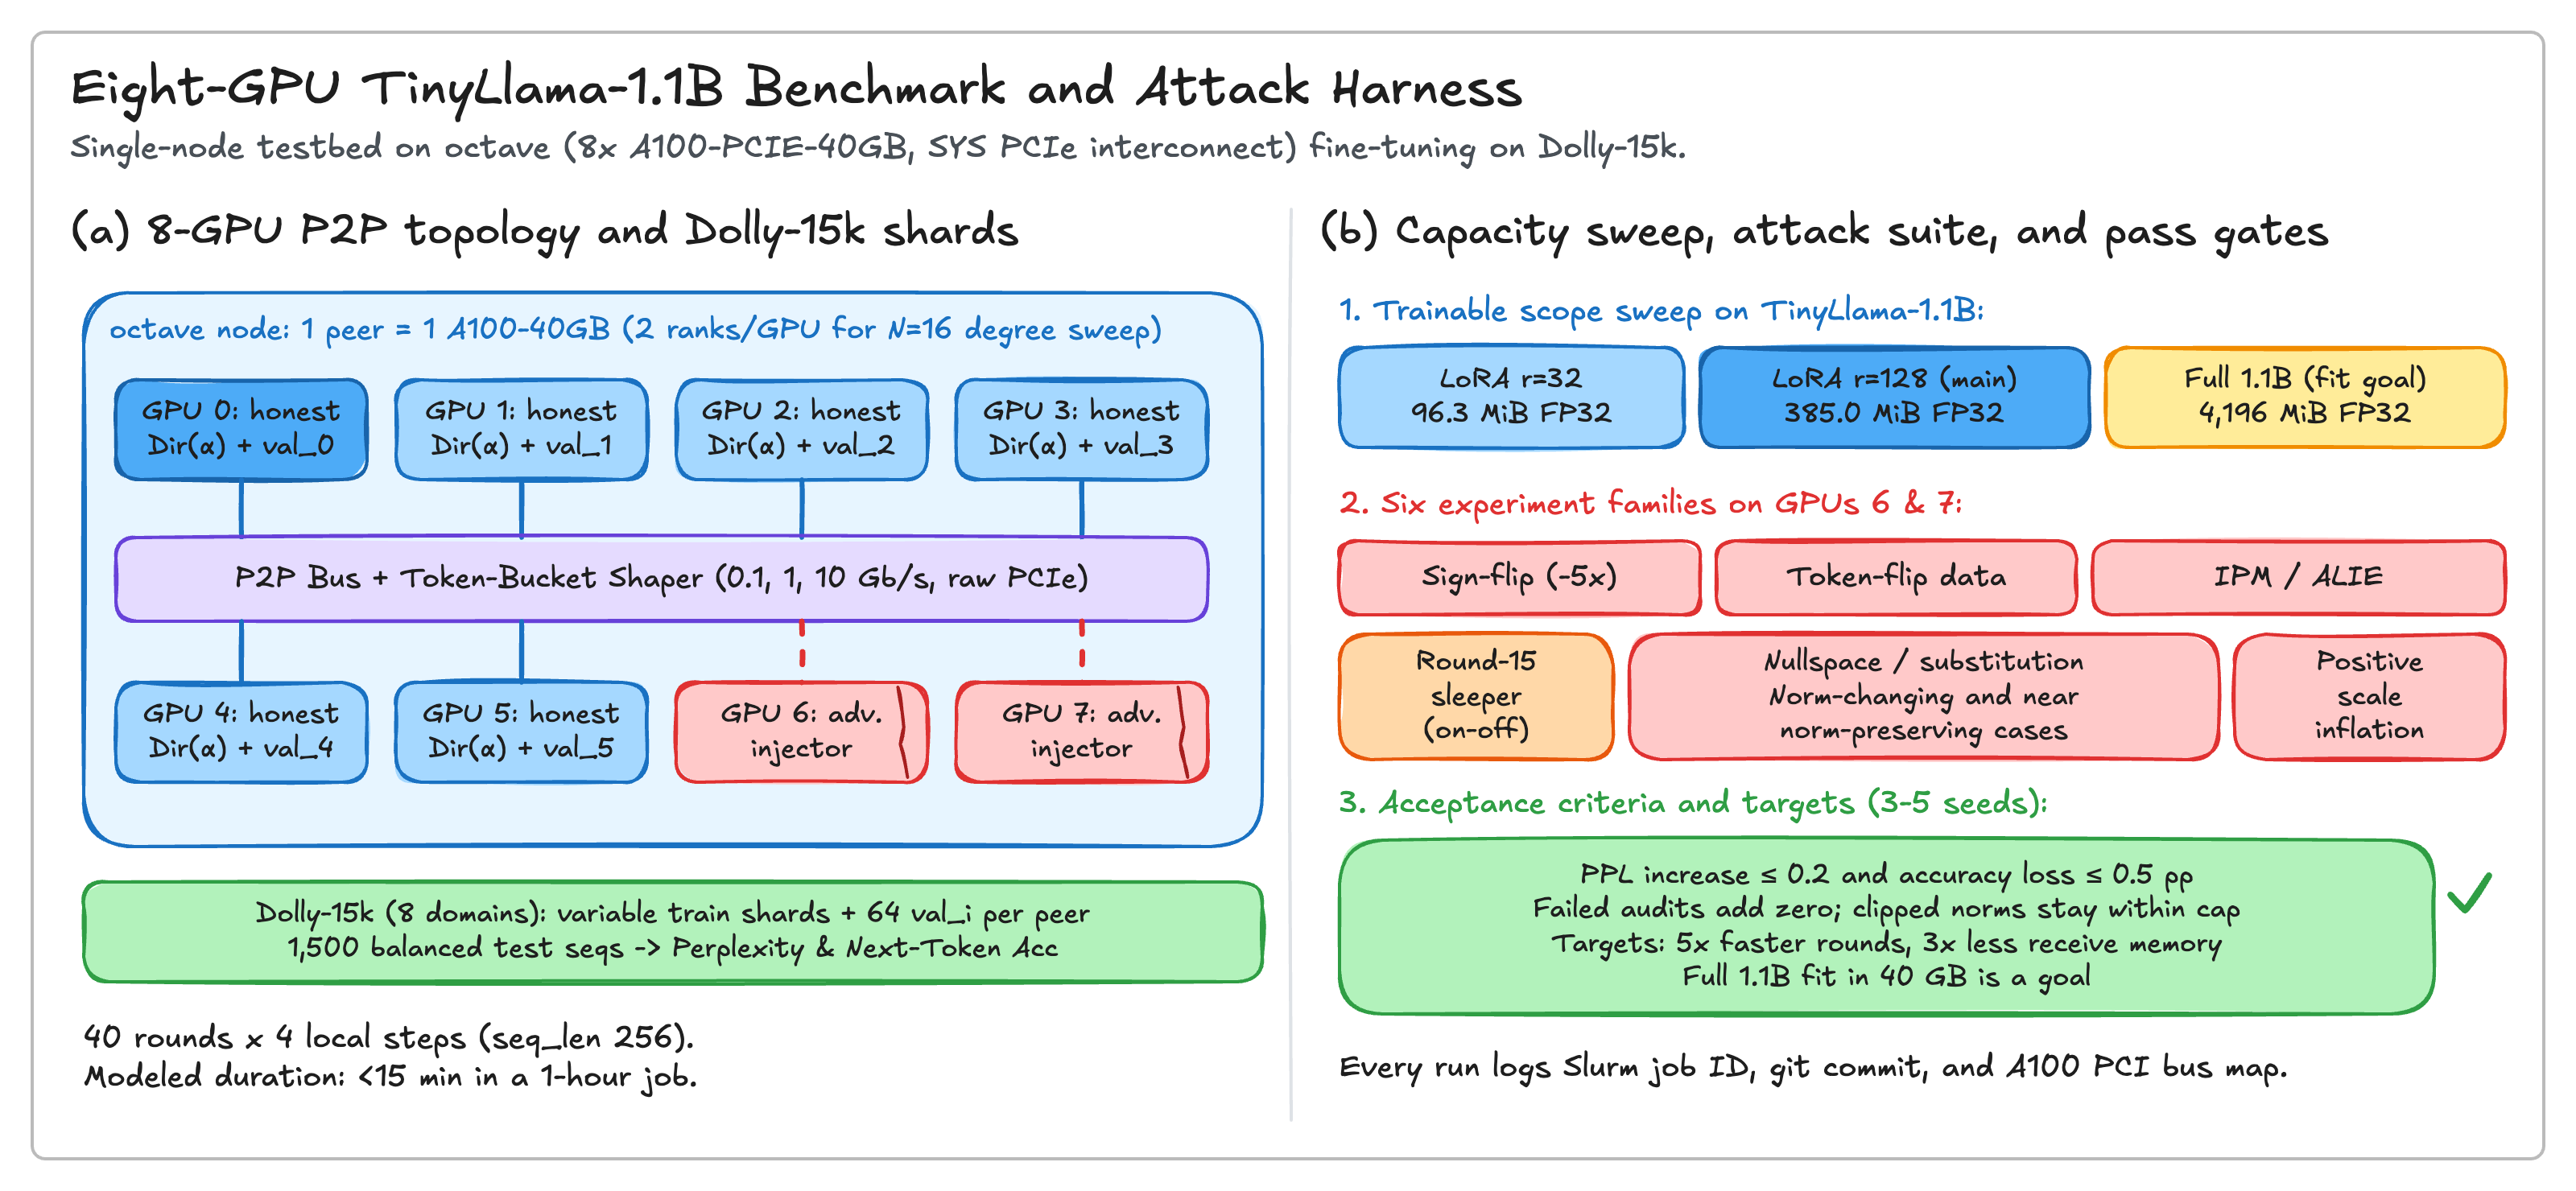 Eight-GPU TinyLlama-1.1B Benchmark and Attack Harness
Single-node testbed on octave (8x A100-PCIE-40GB, SYS PCIe interconnect) fine-tuning on Dolly-15k.
(a) 8-GPU P2P topology and Dolly-15k shards
octave node: 1 peer = 1 A100-40GB (2 ranks/GPU for N=16 degree sweep)
GPU 0: honest
Dir(α) + val_0
GPU 1: honest
Dir(α) + val_1
GPU 2: honest
Dir(α) + val_2
GPU 3: honest
Dir(α) + val_3
P2P Bus + Token-Bucket Shaper (0.1, 1, 10 Gb/s, raw PCIe)
GPU 4: honest
Dir(α) + val_4
GPU 5: honest
Dir(α) + val_5
GPU 6: adv.
injector
GPU 7: adv.
injector
Dolly-15k (8 domains): variable train shards + 64 val_i per peer
1,500 balanced test seqs -> Perplexity & Next-Token Acc
40 rounds x 4 local steps (seq_len 256).
Modeled duration: <15 min in a 1-hour job.
(b) Capacity sweep, attack suite, and pass gates
1. Trainable scope sweep on TinyLlama-1.1B:
LoRA r=32
96.3 MiB FP32
LoRA r=128 (main)
385.0 MiB FP32
Full 1.1B (fit goal)
4,196 MiB FP32
2. Six experiment families on GPUs 6 & 7:
Sign-flip (-5x)
Token-flip data
IPM / ALIE
Round-15
sleeper
(on-off)
Nullspace / substitution
Norm-changing and near
norm-preserving cases
Positive
scale
inflation
3. Acceptance criteria and targets (3-5 seeds):
PPL increase ≤ 0.2 and accuracy loss ≤ 0.5 pp
Failed audits add zero; clipped norms stay within cap
Targets: 5x faster rounds, 3x less receive memory
Full 1.1B fit in 40 GB is a goal
Every run logs Slurm job ID, git commit, and A100 PCI bus map.